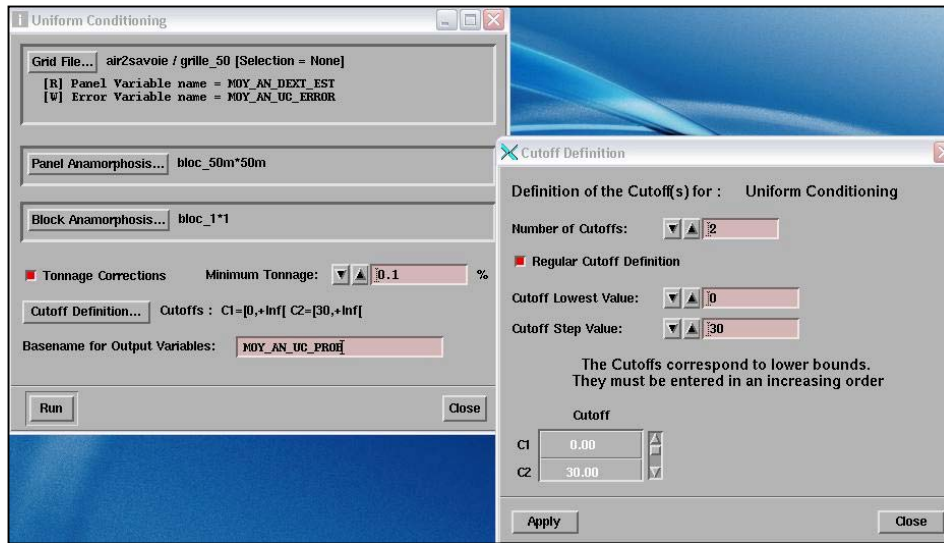 Uniform Conditioning
Grid File... air2savoie / grille_50 [Selection = None]
[R] Panel Variable name = MOY_AN_DEXT_EST
[W] Error Variable name = MOY_AN_UC_ERROR
Panel Anamorphosis... bloc_50m*50m
Block Anamorphosis... bloc_1*1
Tonnage Corrections Minimum Tonnage: 0.1 %
Cutoff Definition... Cutoffs : C1=[0,+Inf[ C2=[30,+Inf[
Basename for Output Variables: MOY_AN_UC_PROB
Run Close
Cutoff Definition
Definition of the Cutoff(s) for : Uniform Conditioning
Number of Cutoffs: 2
Regular Cutoff Definition
Cutoff Lowest Value: 0
Cutoff Step Value: 30
The Cutoffs correspond to lower bounds.
They must be entered in an increasing order
Cutoff
C1 0.00
C2 30.00
Apply Close